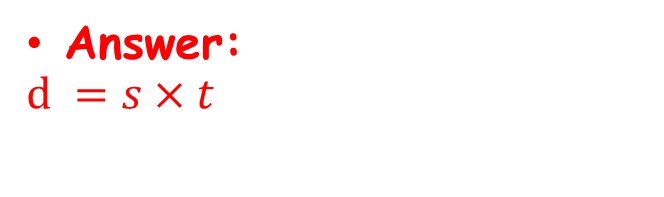 • Answer:
d = s × t